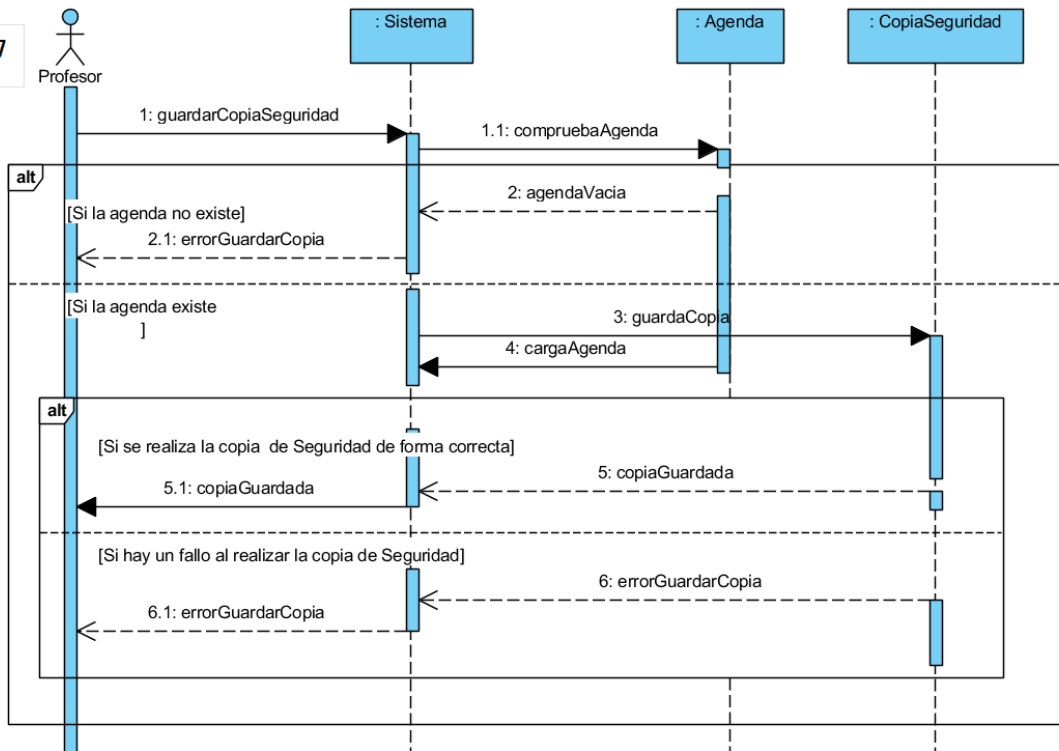 : Sistema
: Agenda
: CopiaSeguridad
7
Profesor
1: guardarCopiaSeguridad
1.1: compruebaAgenda
alt
2: agendaVacia
[Si la agenda no existe]
2.1: errorGuardarCopia
[Si la agenda existe
]
3: guardaCopia
4: cargaAgenda
alt
[Si se realiza la copia  de Seguridad de forma correcta]
5: copiaGuardada
5.1: copiaGuardada
[Si hay un fallo al realizar la copia de Seguridad]
6: errorGuardarCopia
6.1: errorGuardarCopia